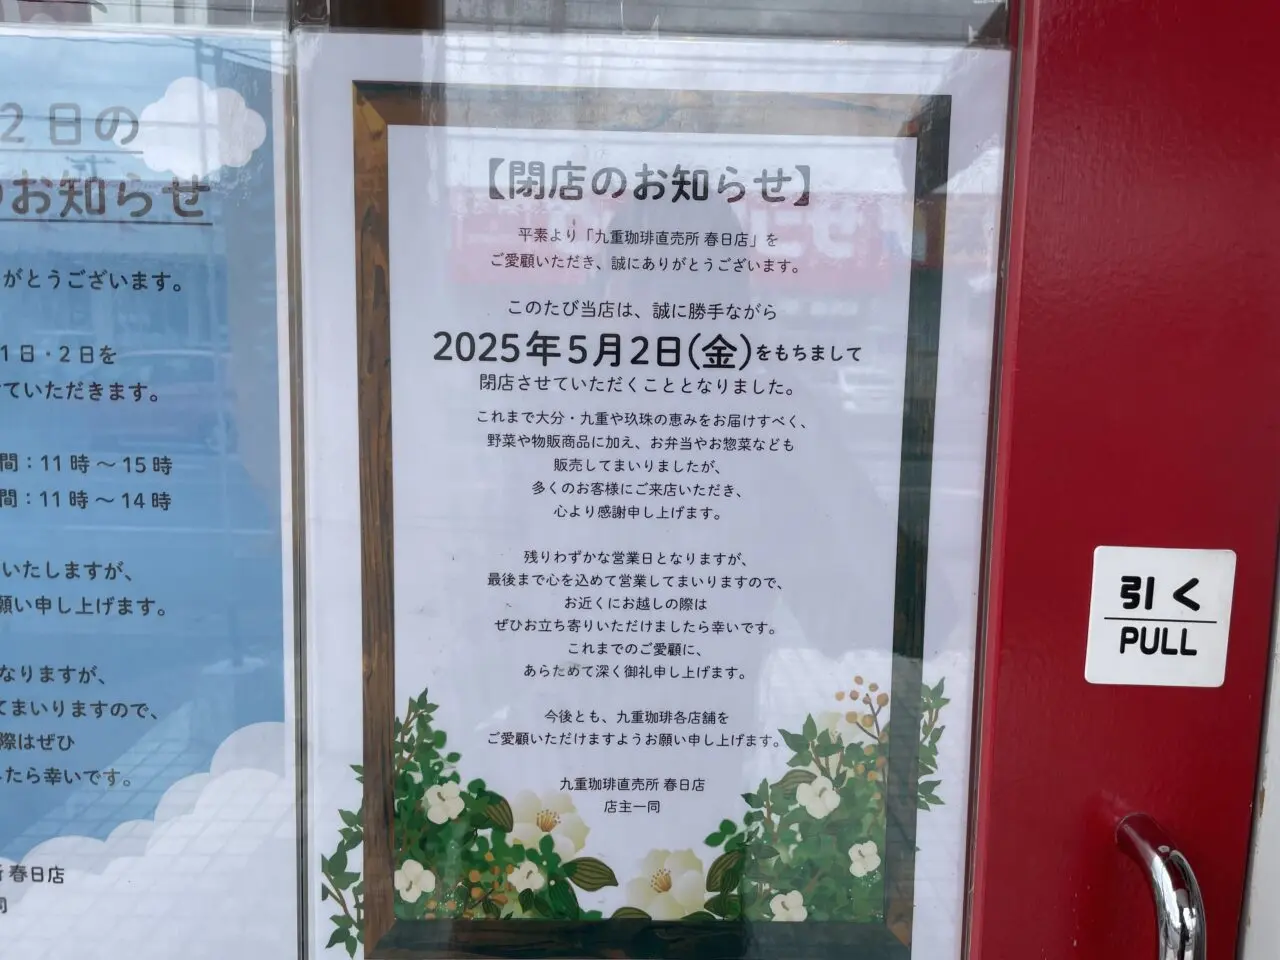 2日の
お知らせ
がとうございます。
1日・2日を
ていただきます。
間：11時～15時
間：11時～14時
いたしますが、
願い申し上げます。
なりますが、
てまいりますので、
際はぜひ
たら幸いです。
春日店
同
【閉店のお知らせ】
平素より「九重珈琲直売所 春日店」を
ご愛顧いただき、誠にありがとうございます。
このたび当店は、誠に勝手ながら
2025年5月2日(金)をもちまして
閉店させていただくこととなりました。
これまで大分・九重や玖珠の恵みをお届けすべく、
野菜や物販商品に加え、お弁当やお惣菜なども
販売してまいりましたが、
多くのお客様にご来店いただき、
心より感謝申し上げます。
残りわずかな営業日となりますが、
最後まで心を込めて営業してまいりますので、
お近くにお越しの際は
ぜひお立ち寄りいただけましたら幸いです。
これまでのご愛顧に、
あらためて深く御礼申し上げます。
今後とも、九重珈琲各店舗を
ご愛顧いただけますようお願い申し上げます。
九重珈琲直売所 春日店
店主一同
引く
PULL